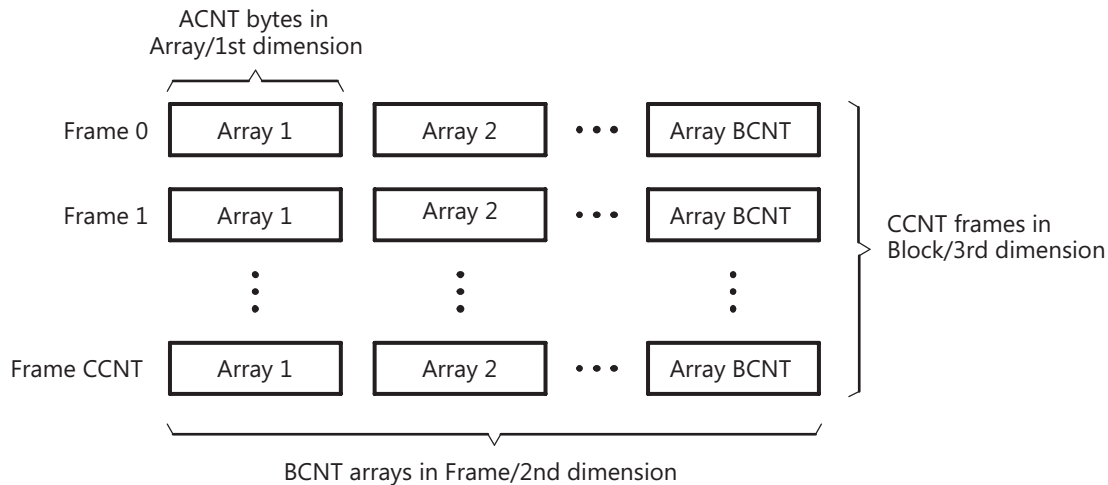 ACNT bytes in
Array/1st dimension
Frame 0 Array 1 Array 2 Array BCNT
Frame 1 Array 1 Array 2 Array BCNT
CCNT frames in
Block/3rd dimension
Frame CCNT Array 1 Array 2 Array BCNT
BCNT arrays in Frame/2nd dimension